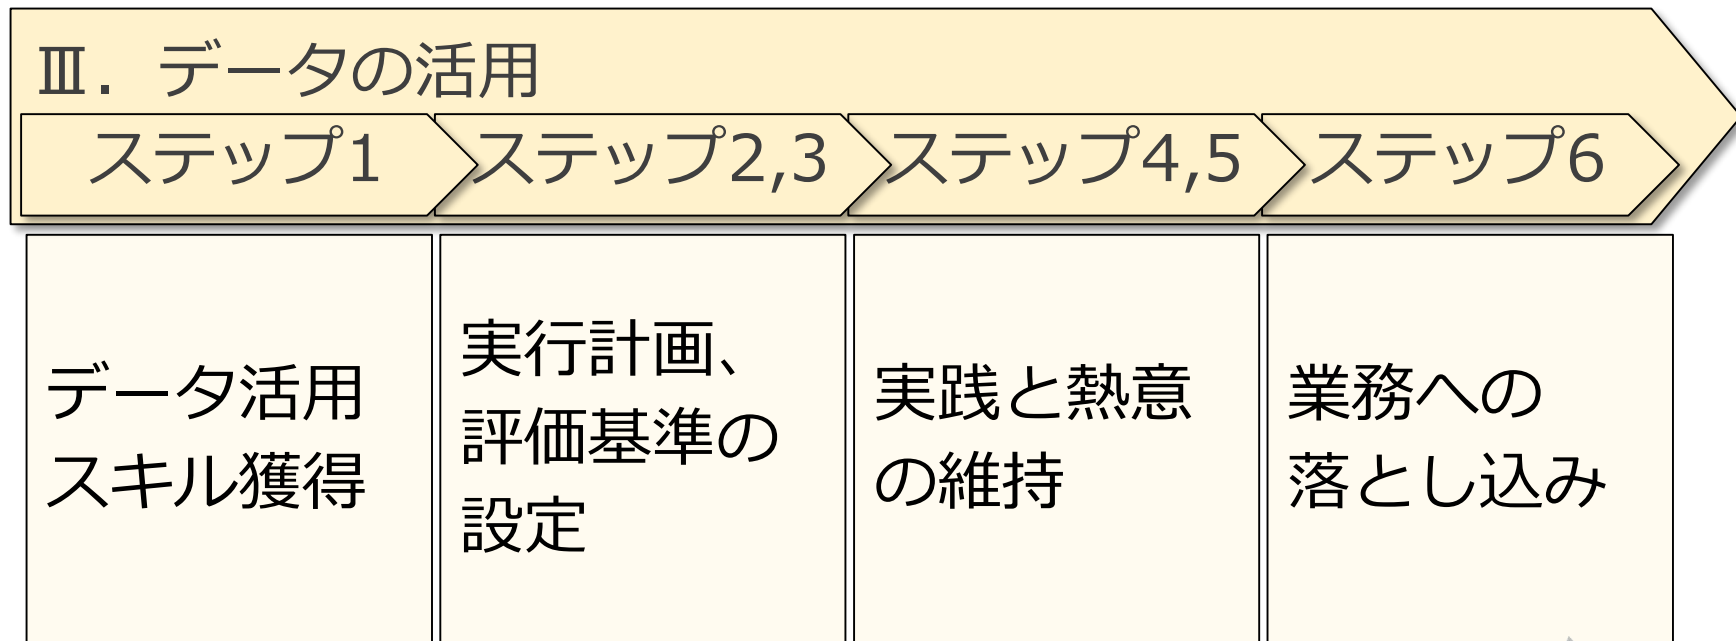 Ⅲ．データの活用
ステップ1
ステップ2,3
ステップ4,5
ステップ6
データ活用
スキル獲得
実行計画、
評価基準の
設定
実践と熱意
の維持
業務への
落とし込み